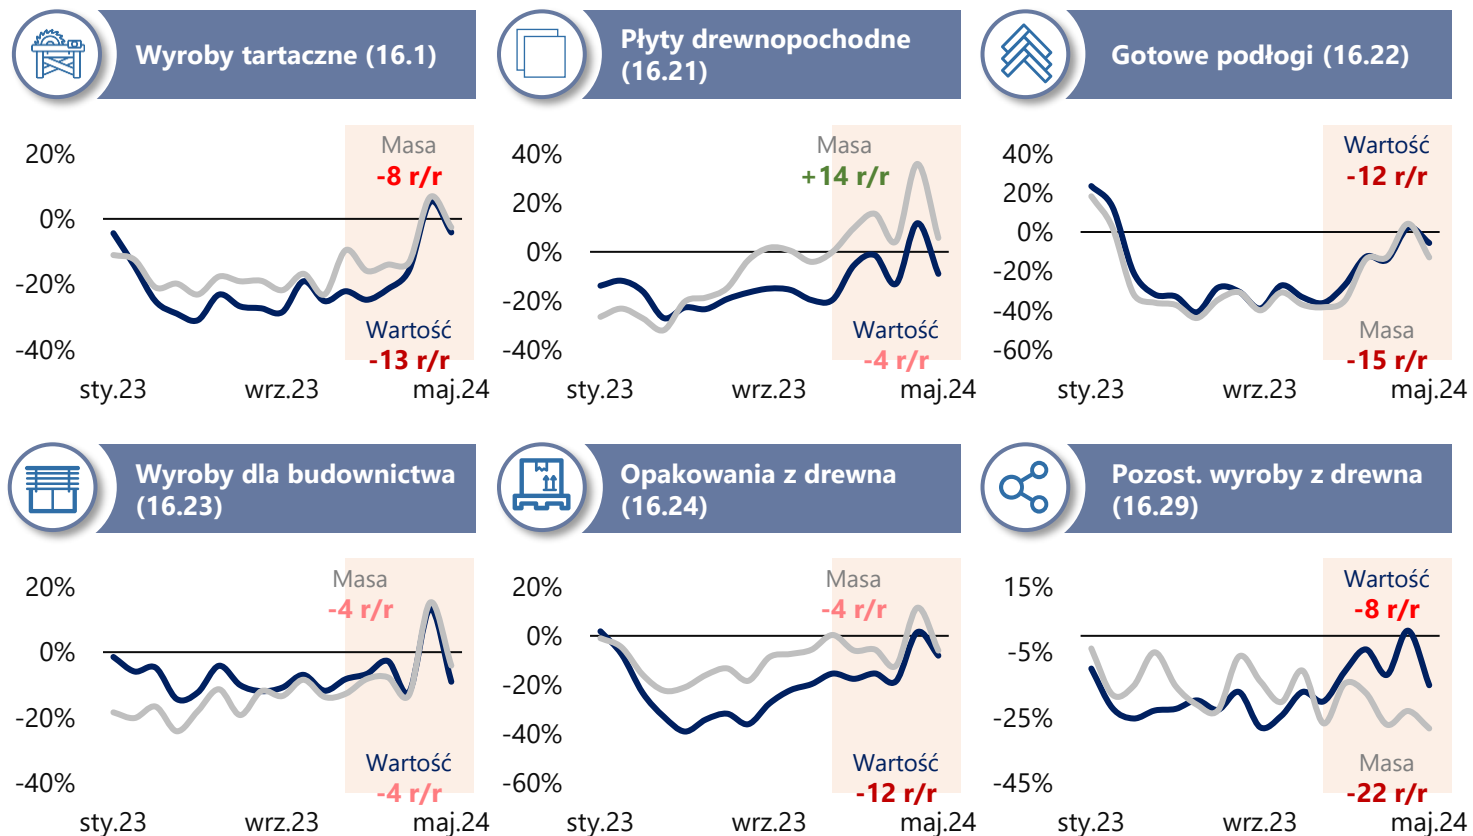 Wyroby tartaczne (16.1)
20%
0%
-20%
-40%
Masa
-8 r/r
Wartość
-13 r/r
sty.23
wrz.23
maj.24
Płyty drewnopochodne
(16.21)
40%
20%
0%
-20%
-40%
Masa
+14 r/r
Wartość
-4 r/r
sty.23
wrz.23
maj.24
Gotowe podłogi (16.22)
40%
20%
0%
-20%
-40%
-60%
Wartość
-12 r/r
Masa
-15 r/r
sty.23
wrz.23
maj.24
Wyroby dla budownictwa
(16.23)
20%
0%
-20%
-40%
Masa
-4 r/r
Wartość
-4 r/r
sty.23
wrz.23
maj.24
Opakowania z drewna
(16.24)
20%
0%
-20%
-40%
-60%
Masa
-4 r/r
Wartość
-12 r/r
sty.23
wrz.23
maj.24
Pozost. wyroby z drewna
(16.29)
15%
-5%
-25%
-45%
Wartość
-8 r/r
Masa
-22 r/r
sty.23
wrz.23
maj.24